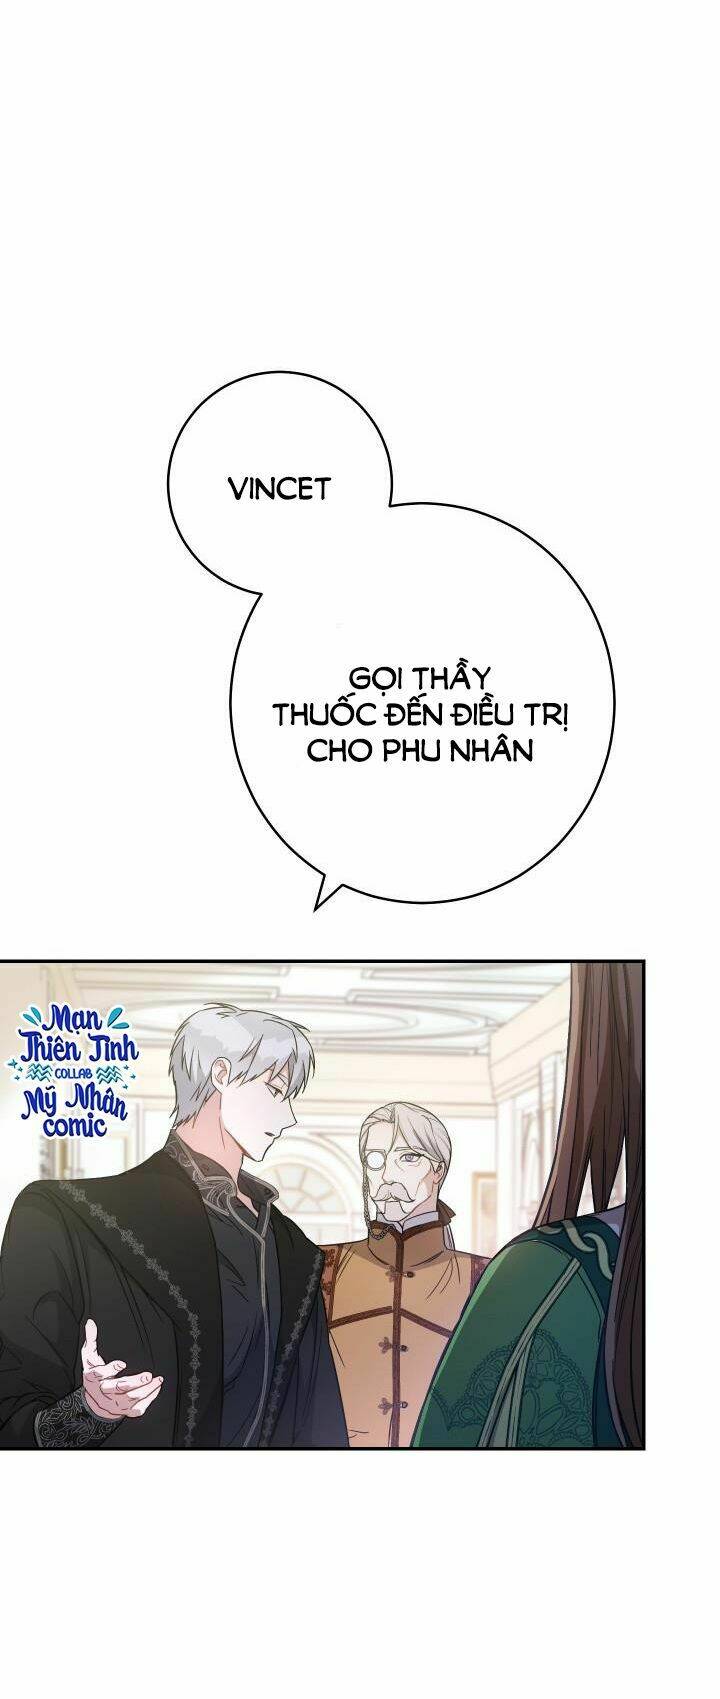 VINCET
GỌI THẦY
THUỐC ĐẾN ĐIỀU TRỊ
CHO PHU NHÂN
Mạn
Thiên Tinh
COLLAB
Mỹ Nhân
comic